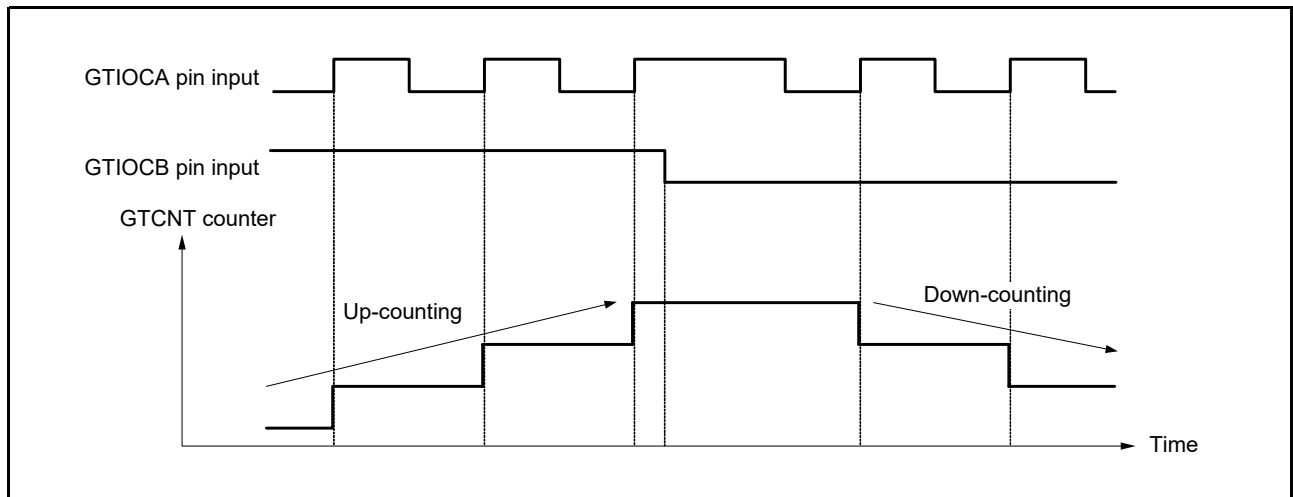 GTIOCA pin input
GTIOCB pin input
GTCNT counter
Up-counting
Down-counting
Time